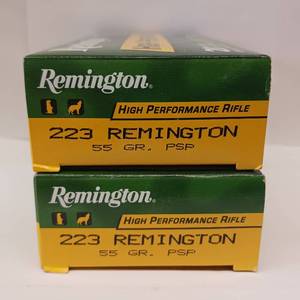 Remington®
HIGH PERFORMANCE RIFLE
223 REMINGTON
55 GR. PSP
Remington®
HIGH PERFORMANCE RIFLE
223 REMINGTON
55 GR. PSP